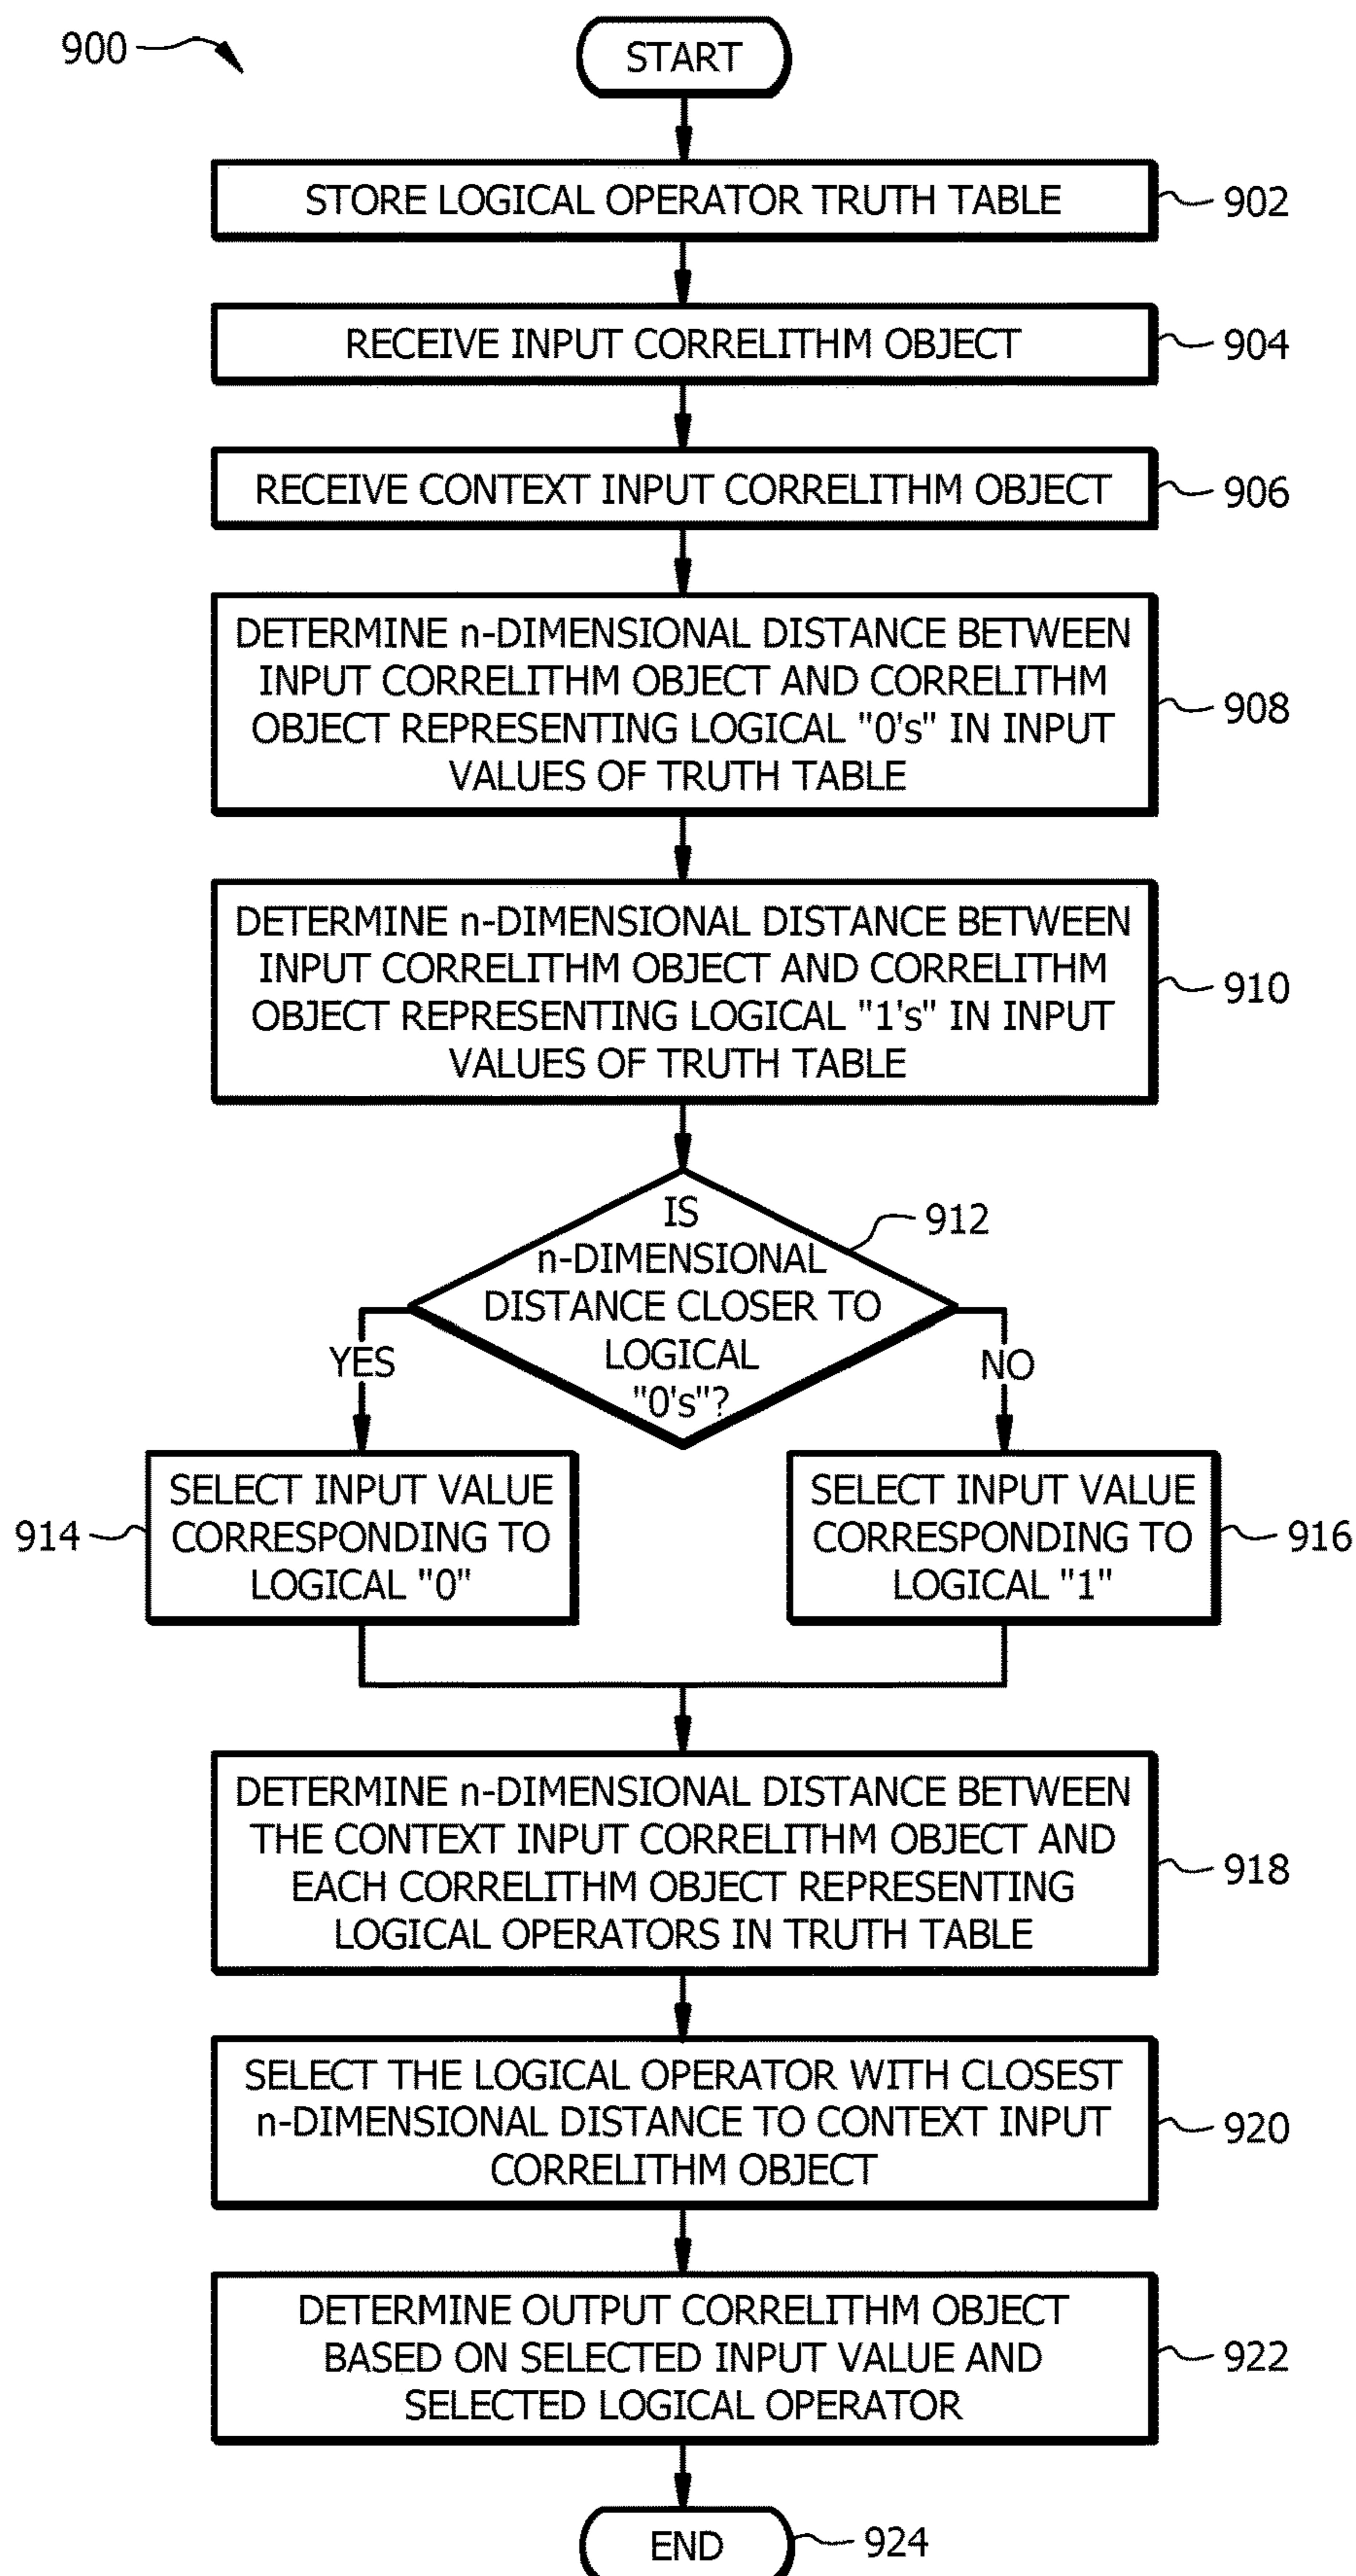 900
START
STORE LOGICAL OPERATOR TRUTH TABLE
902
RECEIVE INPUT CORRELITHM OBJECT
904
RECEIVE CONTEXT INPUT CORRELITHM OBJECT
906
DETERMINE n-DIMENSIONAL DISTANCE BETWEEN
INPUT CORRELITHM OBJECT AND CORRELITHM
OBJECT REPRESENTING LOGICAL "0's" IN INPUT
VALUES OF TRUTH TABLE
908
DETERMINE n-DIMENSIONAL DISTANCE BETWEEN
INPUT CORRELITHM OBJECT AND CORRELITHM
OBJECT REPRESENTING LOGICAL "1's" IN INPUT
VALUES OF TRUTH TABLE
910
IS
n-DIMENSIONAL
DISTANCE CLOSER TO
LOGICAL
"0's"?
912
YES
NO
SELECT INPUT VALUE
CORRESPONDING TO
LOGICAL "0"
914
SELECT INPUT VALUE
CORRESPONDING TO
LOGICAL "1"
916
DETERMINE n-DIMENSIONAL DISTANCE BETWEEN
THE CONTEXT INPUT CORRELITHM OBJECT AND
EACH CORRELITHM OBJECT REPRESENTING
LOGICAL OPERATORS IN TRUTH TABLE
918
SELECT THE LOGICAL OPERATOR WITH CLOSEST
n-DIMENSIONAL DISTANCE TO CONTEXT INPUT
CORRELITHM OBJECT
920
DETERMINE OUTPUT CORRELITHM OBJECT
BASED ON SELECTED INPUT VALUE AND
SELECTED LOGICAL OPERATOR
922
END
924